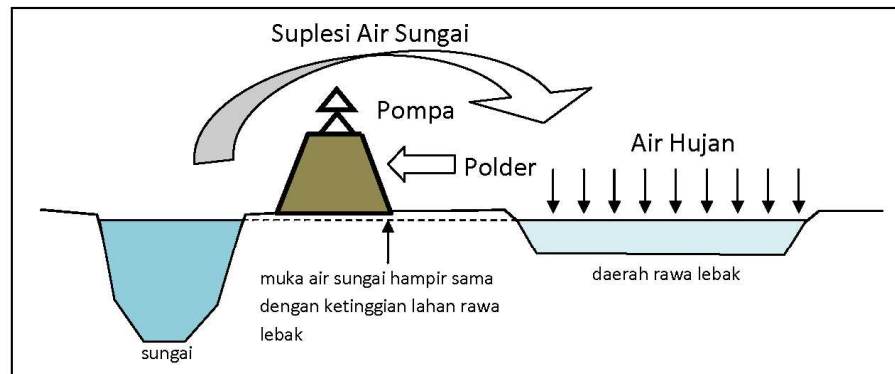 Suplesi Air Sungai
Pompa
Polder
Air Hujan
muka air sungai hampir sama
dengan ketinggian lahan rawa
lebak
daerah rawa lebak
sungai